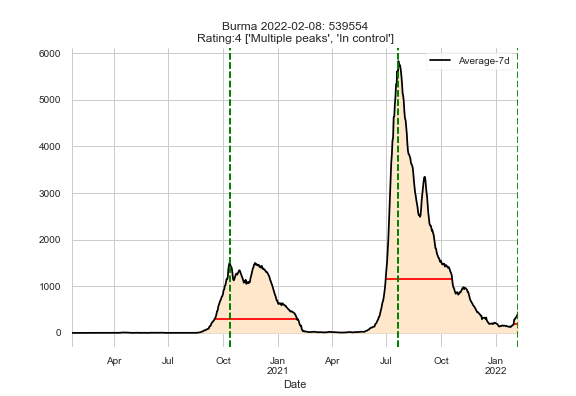 Burma 2022-02-08: 539554
Rating:4 ['Multiple peaks', 'In control']
Average-7d
6000
5000
4000
3000
2000
1000
0
Apr Jul Oct Jan Apr Jul Oct Jan
2021 2022
Date